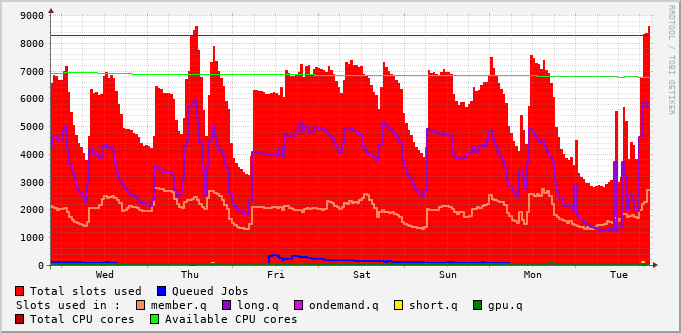 RRDTOOL / TOBI OETIKER
9000
8000
7000
6000
5000
4000
3000
2000
1000
0
Wed Thu Fri Sat Sun Mon Tue
Total slots used Queued Jobs
Slots used in : member.q long.q ondemand.q short.q gpu.q
Total CPU cores Available CPU cores